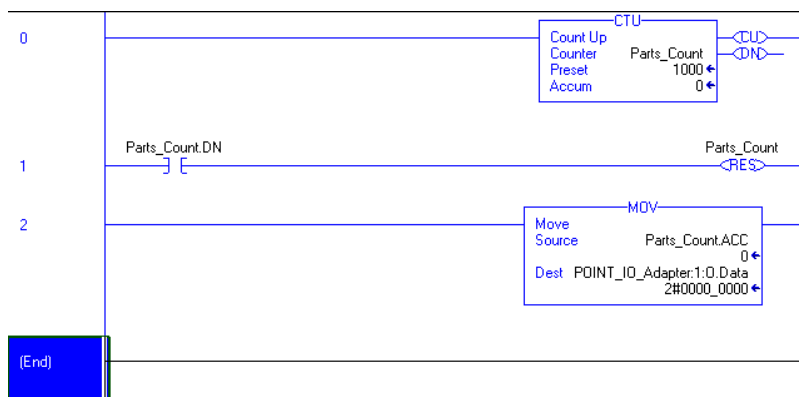 0
CTU
Count Up
Counter Parts_Count
Preset 1000
Accum 0
CU
DN
1
Parts_Count.DN
Parts_Count
RES
2
MOV
Move
Source Parts_Count.ACC
0
Dest POINT_IO_Adapter:1:O.Data
2#0000_0000
(End)